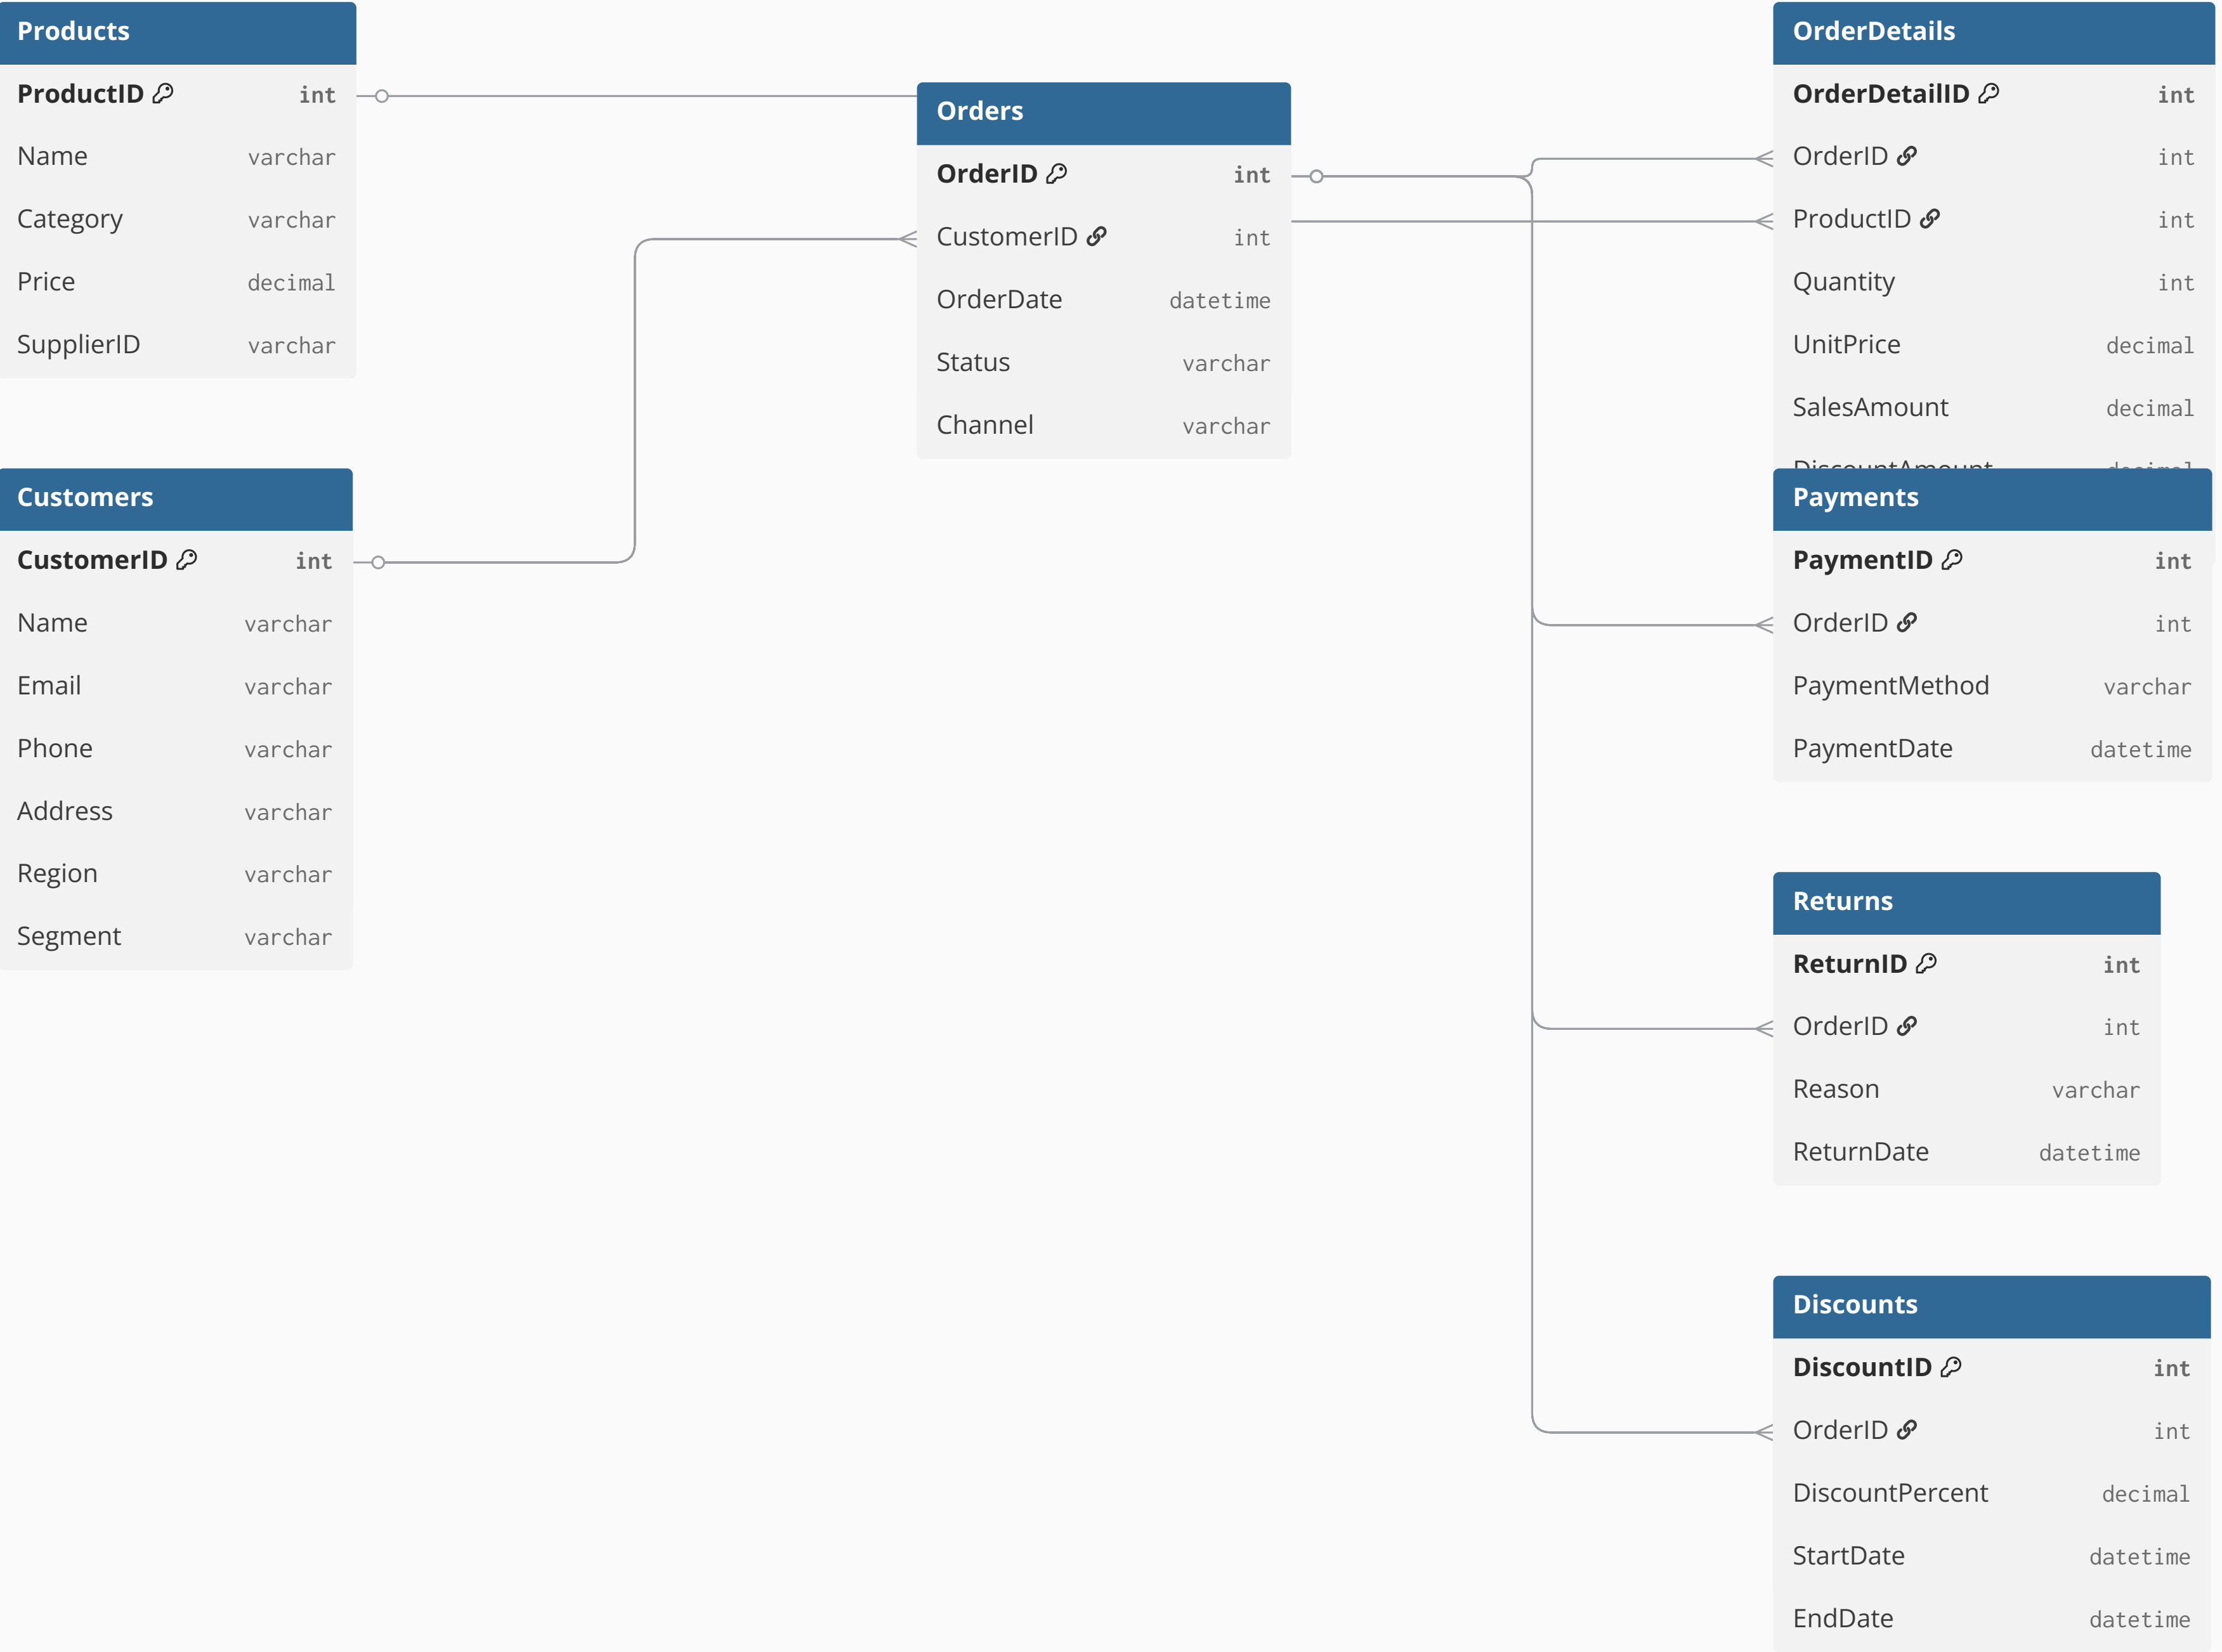 Products
ProductID int
Name varchar
Category varchar
Price decimal
SupplierID varchar
Customers
CustomerID int
Name varchar
Email varchar
Phone varchar
Address varchar
Region varchar
Segment varchar
Orders
OrderID int
CustomerID int
OrderDate datetime
Status varchar
Channel varchar
OrderDetails
OrderDetailID int
OrderID int
ProductID int
Quantity int
UnitPrice decimal
SalesAmount decimal
DiscountAmount decimal
Payments
PaymentID int
OrderID int
PaymentMethod varchar
PaymentDate datetime
Returns
ReturnID int
OrderID int
Reason varchar
ReturnDate datetime
Discounts
DiscountID int
OrderID int
DiscountPercent decimal
StartDate datetime
EndDate datetime